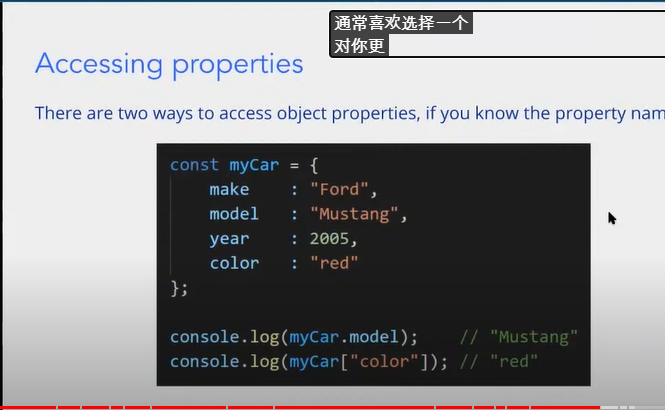 通常喜欢选择一个
对你更
Accessing properties
There are two ways to access object properties, if you know the property nam
const myCar = {
make : "Ford",
model : "Mustang",
year : 2005,
color : "red"
};
console.log(myCar.model); // "Mustang"
console.log(myCar["color"]); // "red"